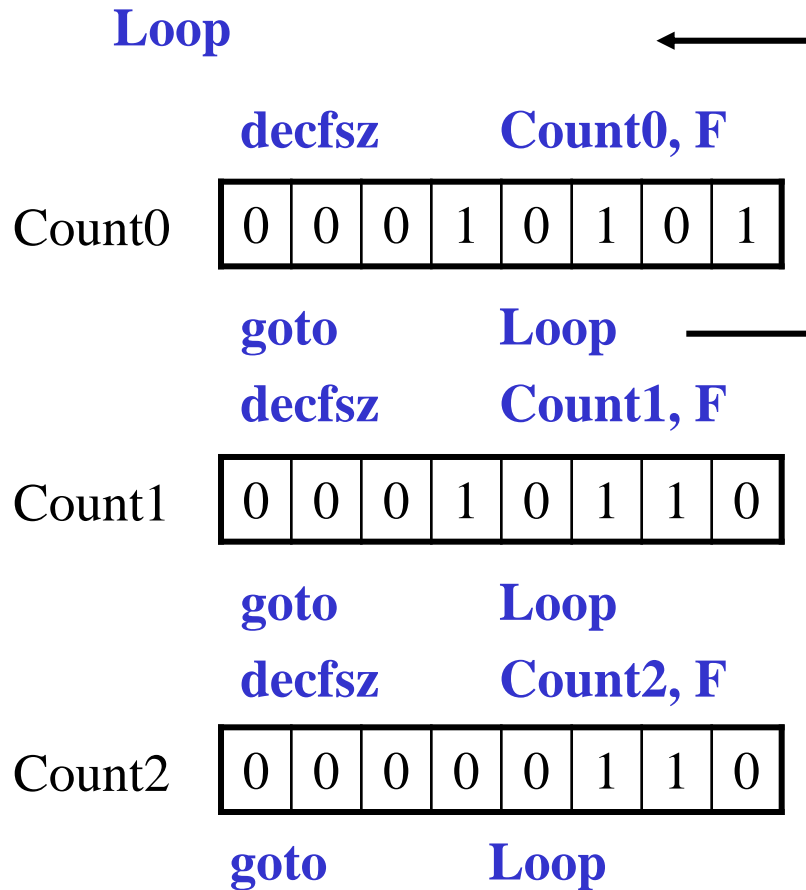 Loop
decfsz Count0, F
Count0 0 0 0 1 0 1 0 1
goto Loop
decfsz Count1, F
Count1 0 0 0 1 0 1 1 0
goto Loop
decfsz Count2, F
Count2 0 0 0 0 0 1 1 0
goto Loop